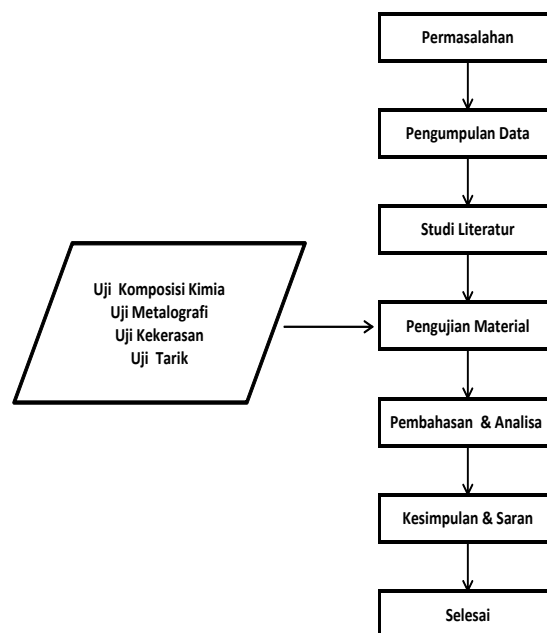 Permasalahan
Pengumpulan Data
Studi Literatur
Uji Komposisi Kimia
Uji Metalografi
Uji Kekerasan
Uji Tarik
Pengujian Material
Pembahasan & Analisa
Kesimpulan & Saran
Selesai